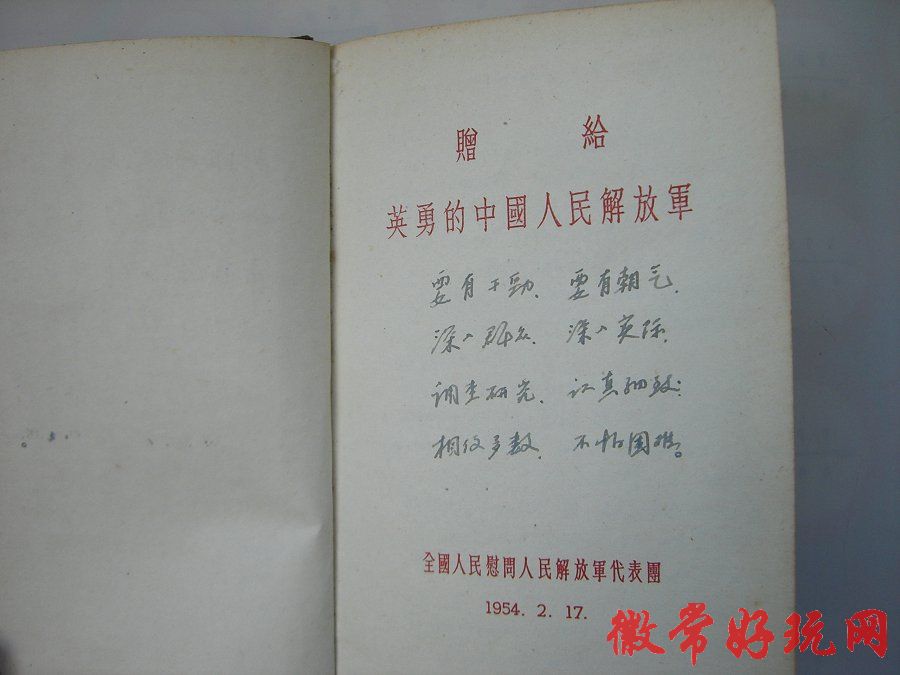 贈給
英勇的中國人民解放軍
要有干劲、要有朝气、
深入群众、深入实际、
调查研究、认真细致、
相信多数、不怕困难。
全國人民慰問人民解放軍代表團
1954. 2. 17.
徽常好玩网